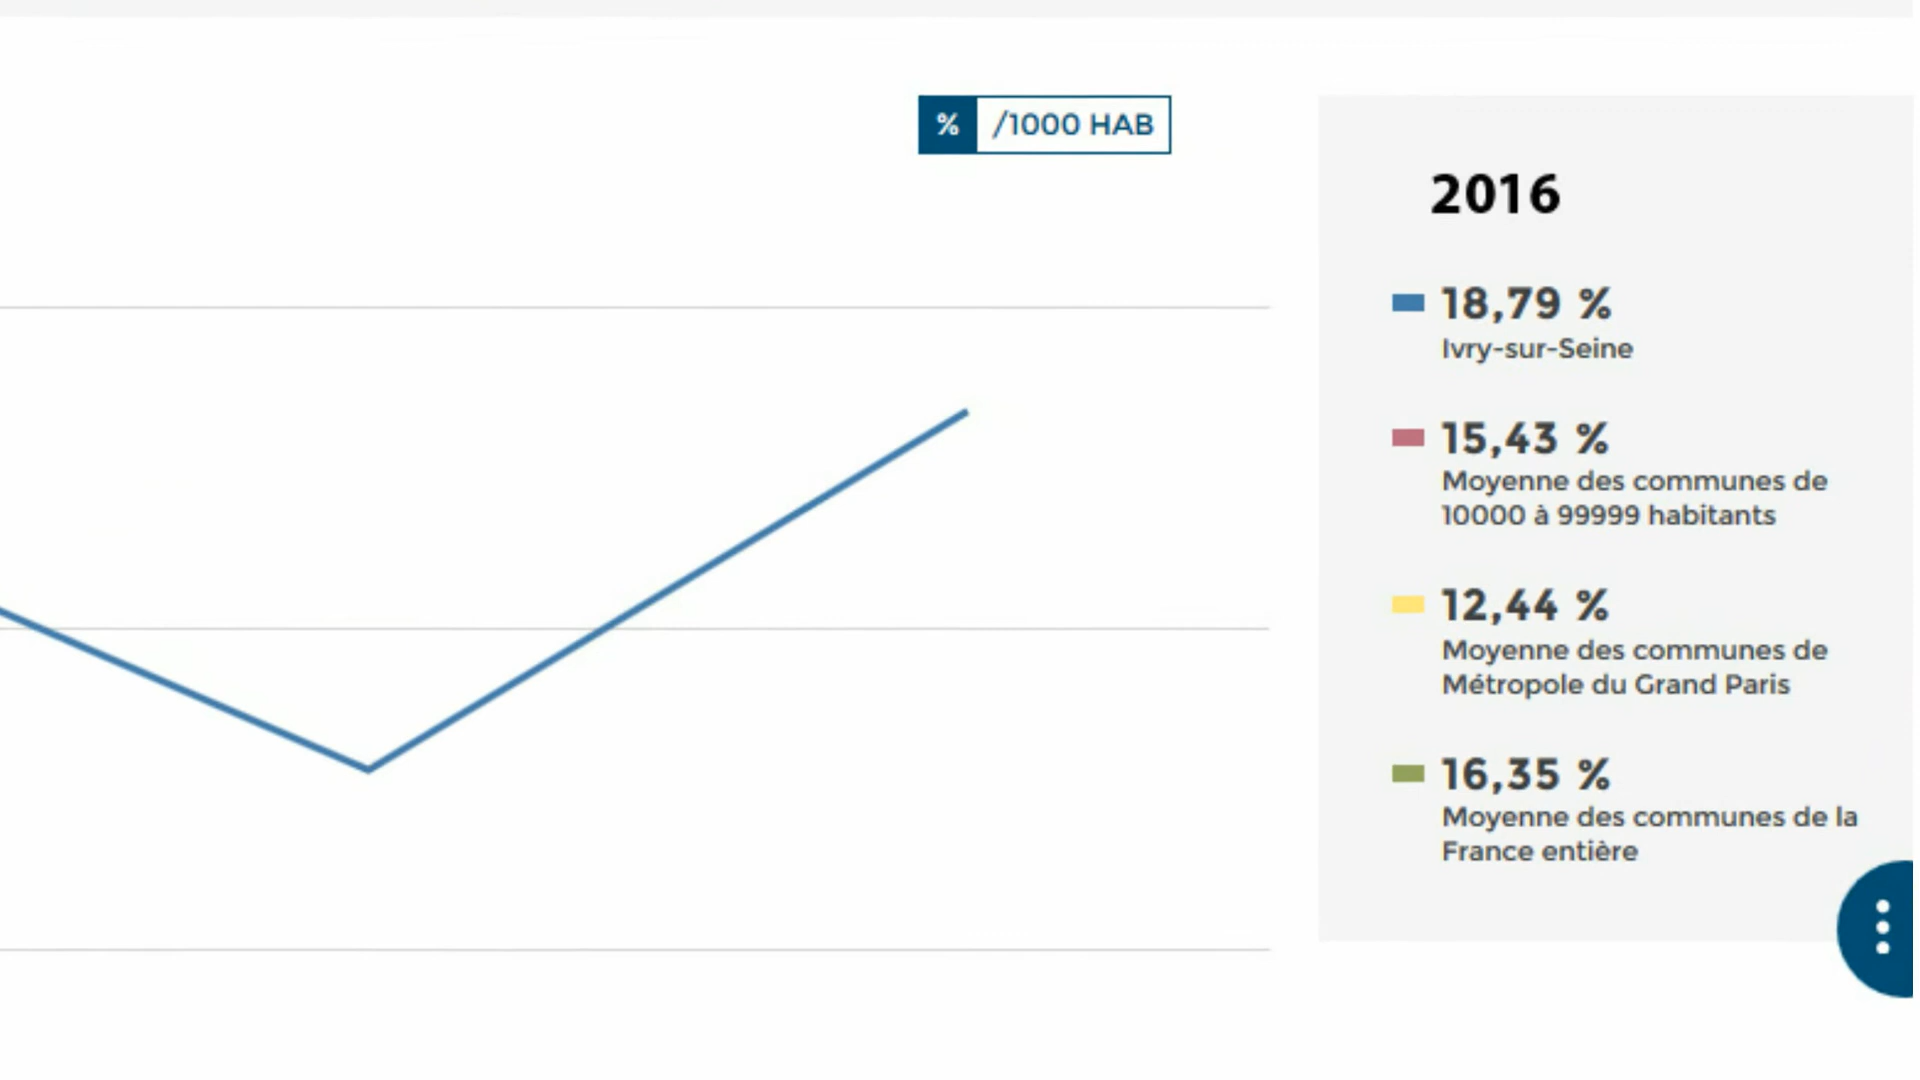 % /1000 HAB
2016
18,79 %
Ivry-sur-Seine
15,43 %
Moyenne des communes de
10000 à 99999 habitants
12,44 %
Moyenne des communes de
Métropole du Grand Paris
16,35 %
Moyenne des communes de la
France entière